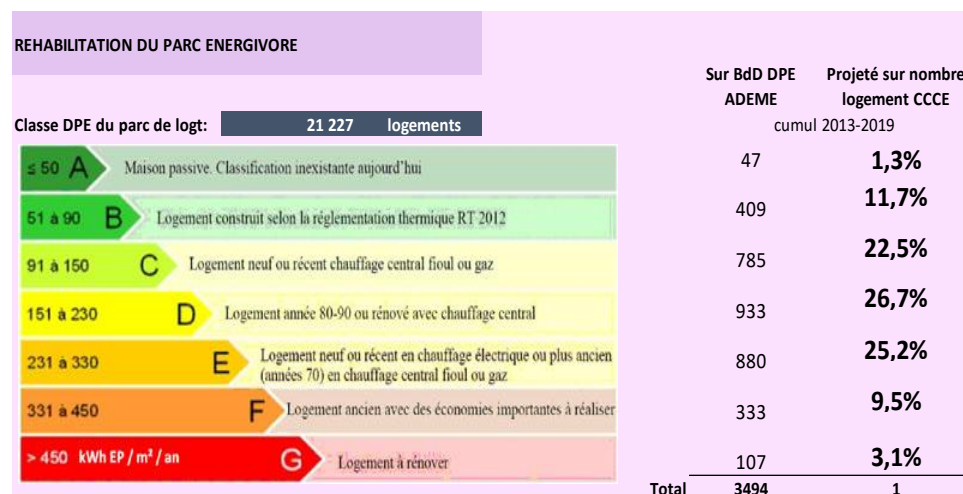 REHABILITATION DU PARC ENERGIVORE
Sur BdD DPE ADEME
Projeté sur nombre logement CCCE
Classe DPE du parc de logt: 21 227 logements
cumul 2013-2019
≤ 50 A Maison passive. Classification inexistante aujourd'hui 47 1,3%
51 à 90 B Logement construit selon la réglementation thermique RT 2012 409 11,7%
91 à 150 C Logement neuf ou récent chauffage central fioul ou gaz 785 22,5%
151 à 230 D Logement année 80-90 ou rénové avec chauffage central 933 26,7%
231 à 330 E Logement neuf ou récent en chauffage électrique ou plus ancien
(années 70) en chauffage central fioul ou gaz 880 25,2%
331 à 450 F Logement ancien avec des économies importantes à réaliser 333 9,5%
> 450 kWh EP / m² / an G Logement à rénover 107 3,1%
Total 3494 1